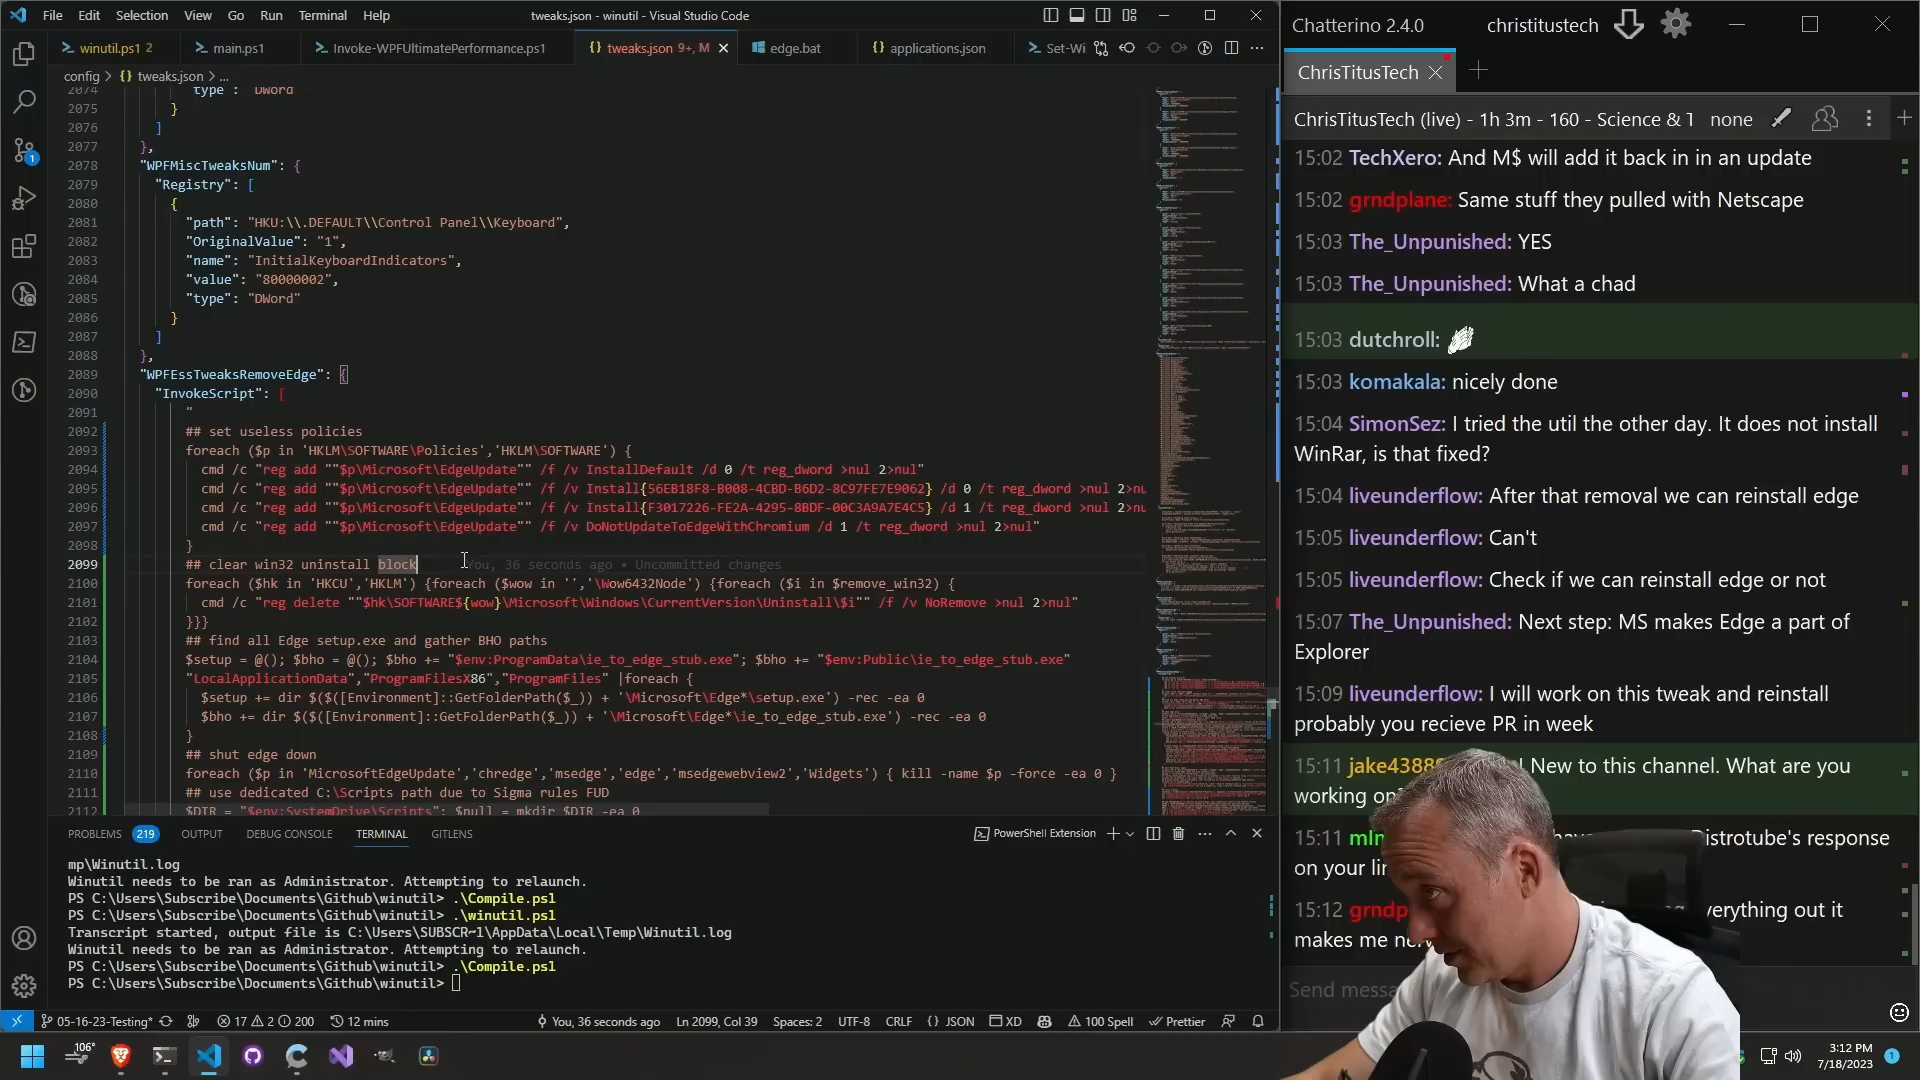 File Edit Selection View Go Run Terminal Help
tweaks.json - winutil - Visual Studio Code
winutil.ps1 2
main.ps1
Invoke-WPFUltimatePerformance.ps1
tweaks.json 9+, M
edge.bat
applications.json
Set-Wi
config > tweaks.json > ...
2074 "type": "DWord"
2075 }
2076 ]
2077 },
2078 "WPFMiscTweaksNum": {
2079 "Registry": [
2080 {
2081 "path": "HKU:\\.DEFAULT\\Control Panel\\Keyboard",
2082 "OriginalValue": "1",
2083 "name": "InitialKeyboardIndicators",
2084 "value": "80000002",
2085 "type": "DWord"
2086 }
2087 ]
2088 },
2089 "WPFEssTweaksRemoveEdge": {
2090 "InvokeScript": [
2091 "
2092 ## set useless policies
2093 foreach ($p in 'HKLM\SOFTWARE\Policies','HKLM\SOFTWARE') {
2094 cmd /c "reg add ""$p\Microsoft\EdgeUpdate"" /f /v InstallDefault /d 0 /t reg_dword >nul 2>nul"
2095 cmd /c "reg add ""$p\Microsoft\EdgeUpdate"" /f /v Install{56EB18F8-B008-4CBD-B6D2-8C97FE7E9062} /d 0 /t reg_dword >nul 2>nu
2096 cmd /c "reg add ""$p\Microsoft\EdgeUpdate"" /f /v Install{F3017226-FE2A-4295-8BDF-00C3A9A7E4C5} /d 1 /t reg_dword >nul 2>nu
2097 cmd /c "reg add ""$p\Microsoft\EdgeUpdate"" /f /v DoNotUpdateToEdgeWithChromium /d 1 /t reg_dword >nul 2>nul"
2098 }
2099 ## clear win32 uninstall block You, 36 seconds ago • Uncommitted changes
2100 foreach ($hk in 'HKCU','HKLM') {foreach ($wow in '','\Wow6432Node') {foreach ($i in $remove_win32) {
2101 cmd /c "reg delete ""$hk\SOFTWARE${wow}\Microsoft\Windows\CurrentVersion\Uninstall\$i"" /f /v NoRemove >nul 2>nul"
2102 }}}
2103 ## find all Edge setup.exe and gather BHO paths
2104 $setup = @(); $bho = @(); $bho += "$env:ProgramData\ie_to_edge_stub.exe"; $bho += "$env:Public\ie_to_edge_stub.exe"
2105 "LocalApplicationData","ProgramFilesX86","ProgramFiles" |foreach {
2106 $setup += dir $($([Environment]::GetFolderPath($_)) + '\Microsoft\Edge*\setup.exe') -rec -ea 0
2107 $bho += dir $($([Environment]::GetFolderPath($_)) + '\Microsoft\Edge*\ie_to_edge_stub.exe') -rec -ea 0
2108 }
2109 ## shut edge down
2110 foreach ($p in 'MicrosoftEdgeUpdate','chredge','msedge','edge','msedgewebview2','Widgets') { kill -name $p -force -ea 0 }
2111 ## use dedicated C:\Scripts path due to Sigma rules FUD
2112 $DIR = "$env:SystemDrive\Scripts"; $null = mkdir $DIR -ea 0
PROBLEMS 219 OUTPUT DEBUG CONSOLE TERMINAL GITLENS
PowerShell Extension
mp\Winutil.log
Winutil needs to be ran as Administrator. Attempting to relaunch.
PS C:\Users\Subscribe\Documents\Github\winutil> .\Compile.ps1
PS C:\Users\Subscribe\Documents\Github\winutil> .\winutil.ps1
Transcript started, output file is C:\Users\SUBSCR~1\AppData\Local\Temp\Winutil.log
Winutil needs to be ran as Administrator. Attempting to relaunch.
PS C:\Users\Subscribe\Documents\Github\winutil> .\Compile.ps1
PS C:\Users\Subscribe\Documents\Github\winutil>
05-16-23-Testing* 17 2 200 12 mins You, 36 seconds ago Ln 2099, Col 39 Spaces: 2 UTF-8 CRLF {} JSON XD 100 Spell Prettier
106°
Chatterino 2.4.0 christitustech
ChrisTitusTech
ChrisTitusTech (live) - 1h 3m - 160 - Science & T none
15:02 TechXero: And M$ will add it back in in an update
15:02 grndplane: Same stuff they pulled with Netscape
15:03 The_Unpunished: YES
15:03 The_Unpunished: What a chad
15:03 dutchroll:
15:03 komakala: nicely done
15:04 SimonSez: I tried the util the other day. It does not install
WinRar, is that fixed?
15:04 liveunderflow: After that removal we can reinstall edge
15:05 liveunderflow: Can't
15:05 liveunderflow: Check if we can reinstall edge or not
15:07 The_Unpunished: Next step: MS makes Edge a part of
Explorer
15:09 liveunderflow: I will work on this tweak and reinstall
probably you recieve PR in week
15:11 jake4388 ! New to this channel. What are you
working on
15:11 Distrotube's response
on your
15:12 everything out it
makes me
Send messa
3:12 PM
7/18/2023
1